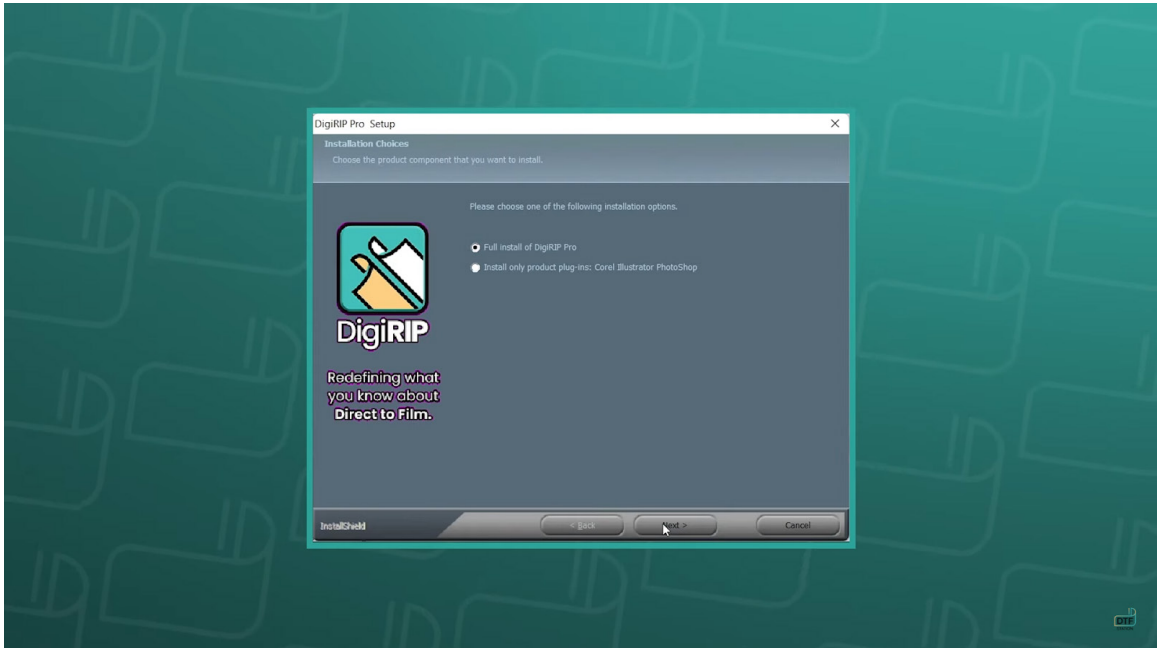 DigiRIP Pro Setup
Installation Choices
Choose the product component that you want to install.
Please choose one of the following installation options.
Full install of DigiRIP Pro
Install only product plug-ins: Corel Illustrator PhotoShop
DigiRIP
Redefining what
you know about
Direct to Film.
InstallShield
< Back
Next >
Cancel
DTF